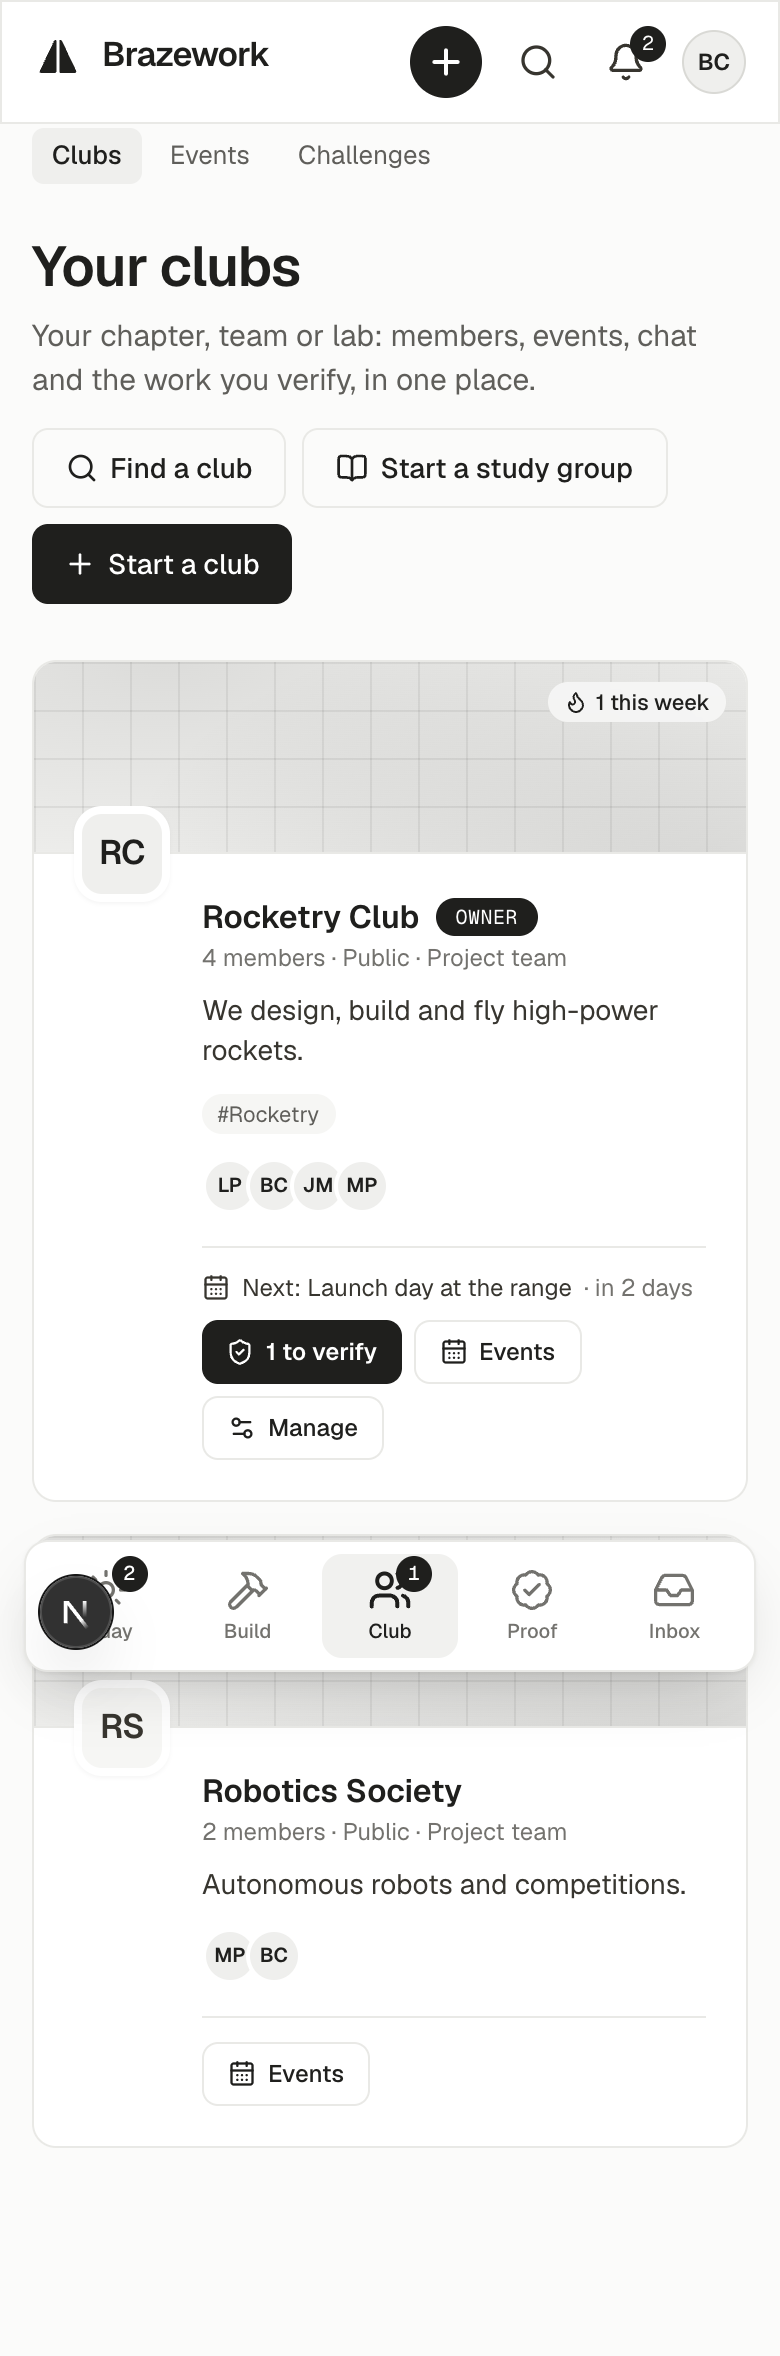 Brazework
2
BC
Clubs Events Challenges
Your clubs
Your chapter, team or lab: members, events, chat
and the work you verify, in one place.
Find a club Start a study group
Start a club
1 this week
RC
Rocketry Club OWNER
4 members · Public · Project team
We design, build and fly high-power
rockets.
#Rocketry
LP BC JM MP
Next: Launch day at the range · in 2 days
1 to verify Events
Manage
2 1
N Build Club Proof Inbox
RS
Robotics Society
2 members · Public · Project team
Autonomous robots and competitions.
MP BC
Events